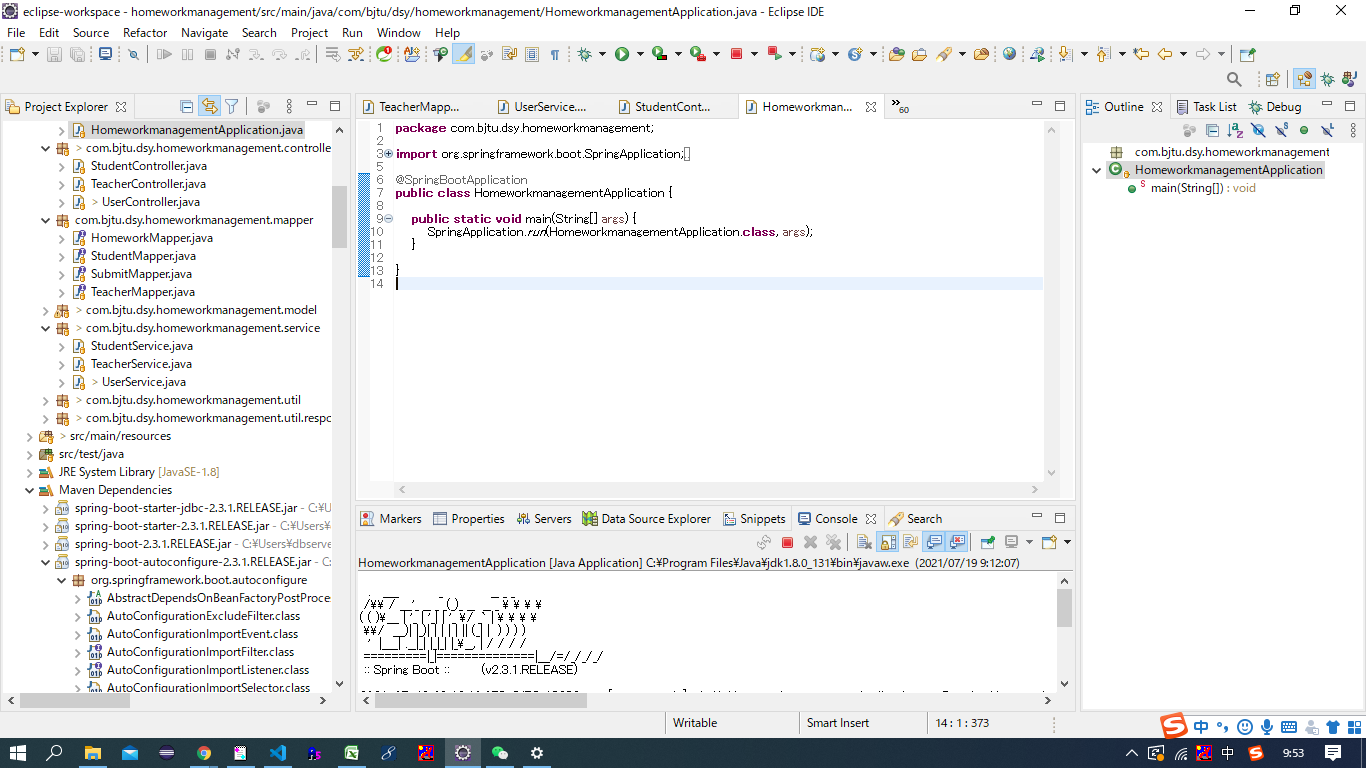 eclipse-workspace - homeworkmanagement/src/main/java/com/bjtu/dsy/homeworkmanagement/HomeworkmanagementApplication.java - Eclipse IDE
File Edit Source Refactor Navigate Search Project Run Window Help
Project Explorer
HomeworkmanagementApplication.java
> com.bjtu.dsy.homeworkmanagement.controlle
StudentController.java
TeacherController.java
> UserController.java
com.bjtu.dsy.homeworkmanagement.mapper
HomeworkMapper.java
StudentMapper.java
SubmitMapper.java
TeacherMapper.java
> com.bjtu.dsy.homeworkmanagement.model
> com.bjtu.dsy.homeworkmanagement.service
StudentService.java
TeacherService.java
> UserService.java
> com.bjtu.dsy.homeworkmanagement.util
> com.bjtu.dsy.homeworkmanagement.util.respo
> src/main/resources
src/test/java
JRE System Library [JavaSE-1.8]
Maven Dependencies
spring-boot-starter-jdbc-2.3.1.RELEASE.jar - C:¥U
spring-boot-starter-2.3.1.RELEASE.jar - C:¥Users¥
spring-boot-2.3.1.RELEASE.jar - C:¥Users¥dbserve
spring-boot-autoconfigure-2.3.1.RELEASE.jar - C:
org.springframework.boot.autoconfigure
AbstractDependsOnBeanFactoryPostProce
AutoConfigurationExcludeFilter.class
AutoConfigurationImportEvent.class
AutoConfigurationImportFilter.class
AutoConfigurationImportListener.class
AutoConfigurationImportSelector.class
TeacherMapp... UserService.... StudentCont... Homeworkman... »60
1 package com.bjtu.dsy.homeworkmanagement;
2
3 import org.springframework.boot.SpringApplication;
5
6 @SpringBootApplication
7 public class HomeworkmanagementApplication {
8
9 public static void main(String[] args) {
10 SpringApplication.run(HomeworkmanagementApplication.class, args);
11 }
12
13 }
14
Outline Task List Debug
com.bjtu.dsy.homeworkmanagement
HomeworkmanagementApplication
main(String[]) : void
Markers Properties Servers Data Source Explorer Snippets Console Search
HomeworkmanagementApplication [Java Application] C:¥Program Files¥Java¥jdk1.8.0_131¥bin¥javaw.exe (2021/07/19 9:12:07)
:: Spring Boot :: (v2.3.1.RELEASE)
Writable Smart Insert 14 : 1 : 373
中
中 9:53